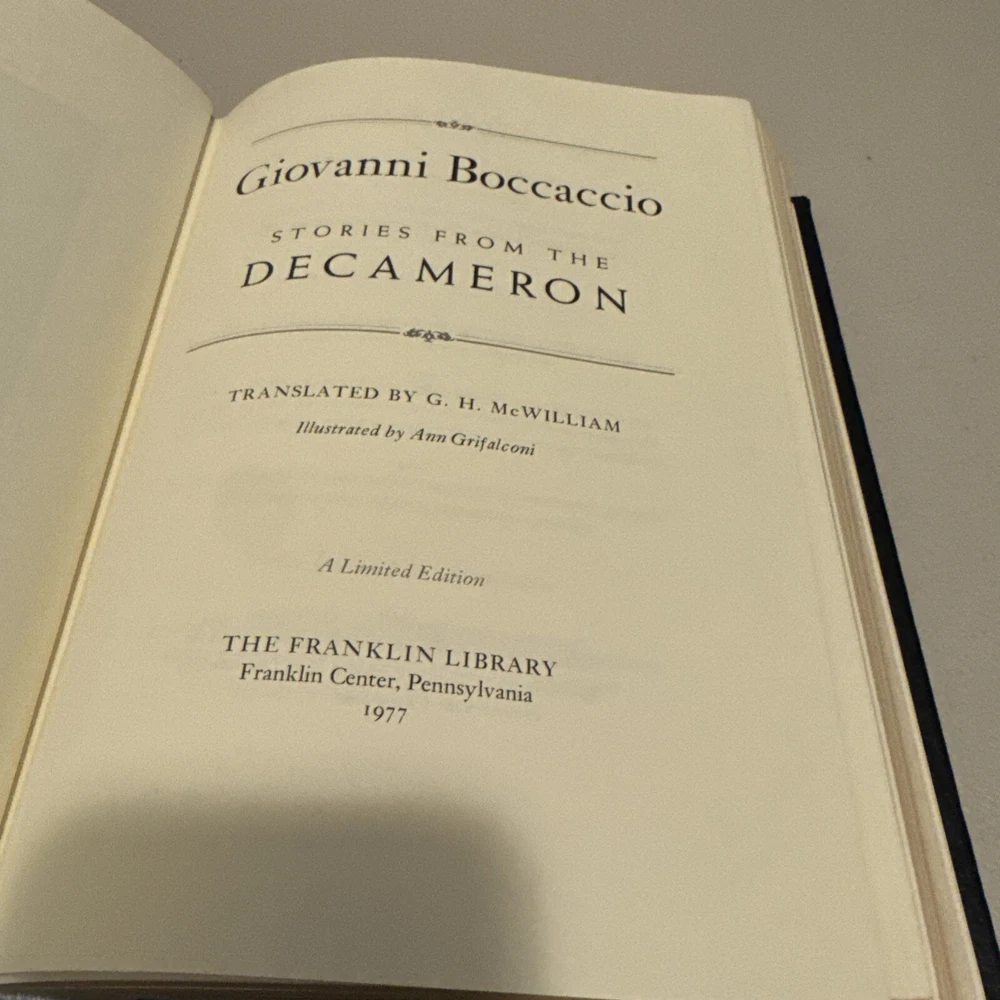 Giovanni Boccaccio
STORIES FROM THE
DECAMERON
TRANSLATED BY G. H. McWILLIAM
Illustrated by Ann Grifalconi
A Limited Edition
THE FRANKLIN LIBRARY
Franklin Center, Pennsylvania
1977